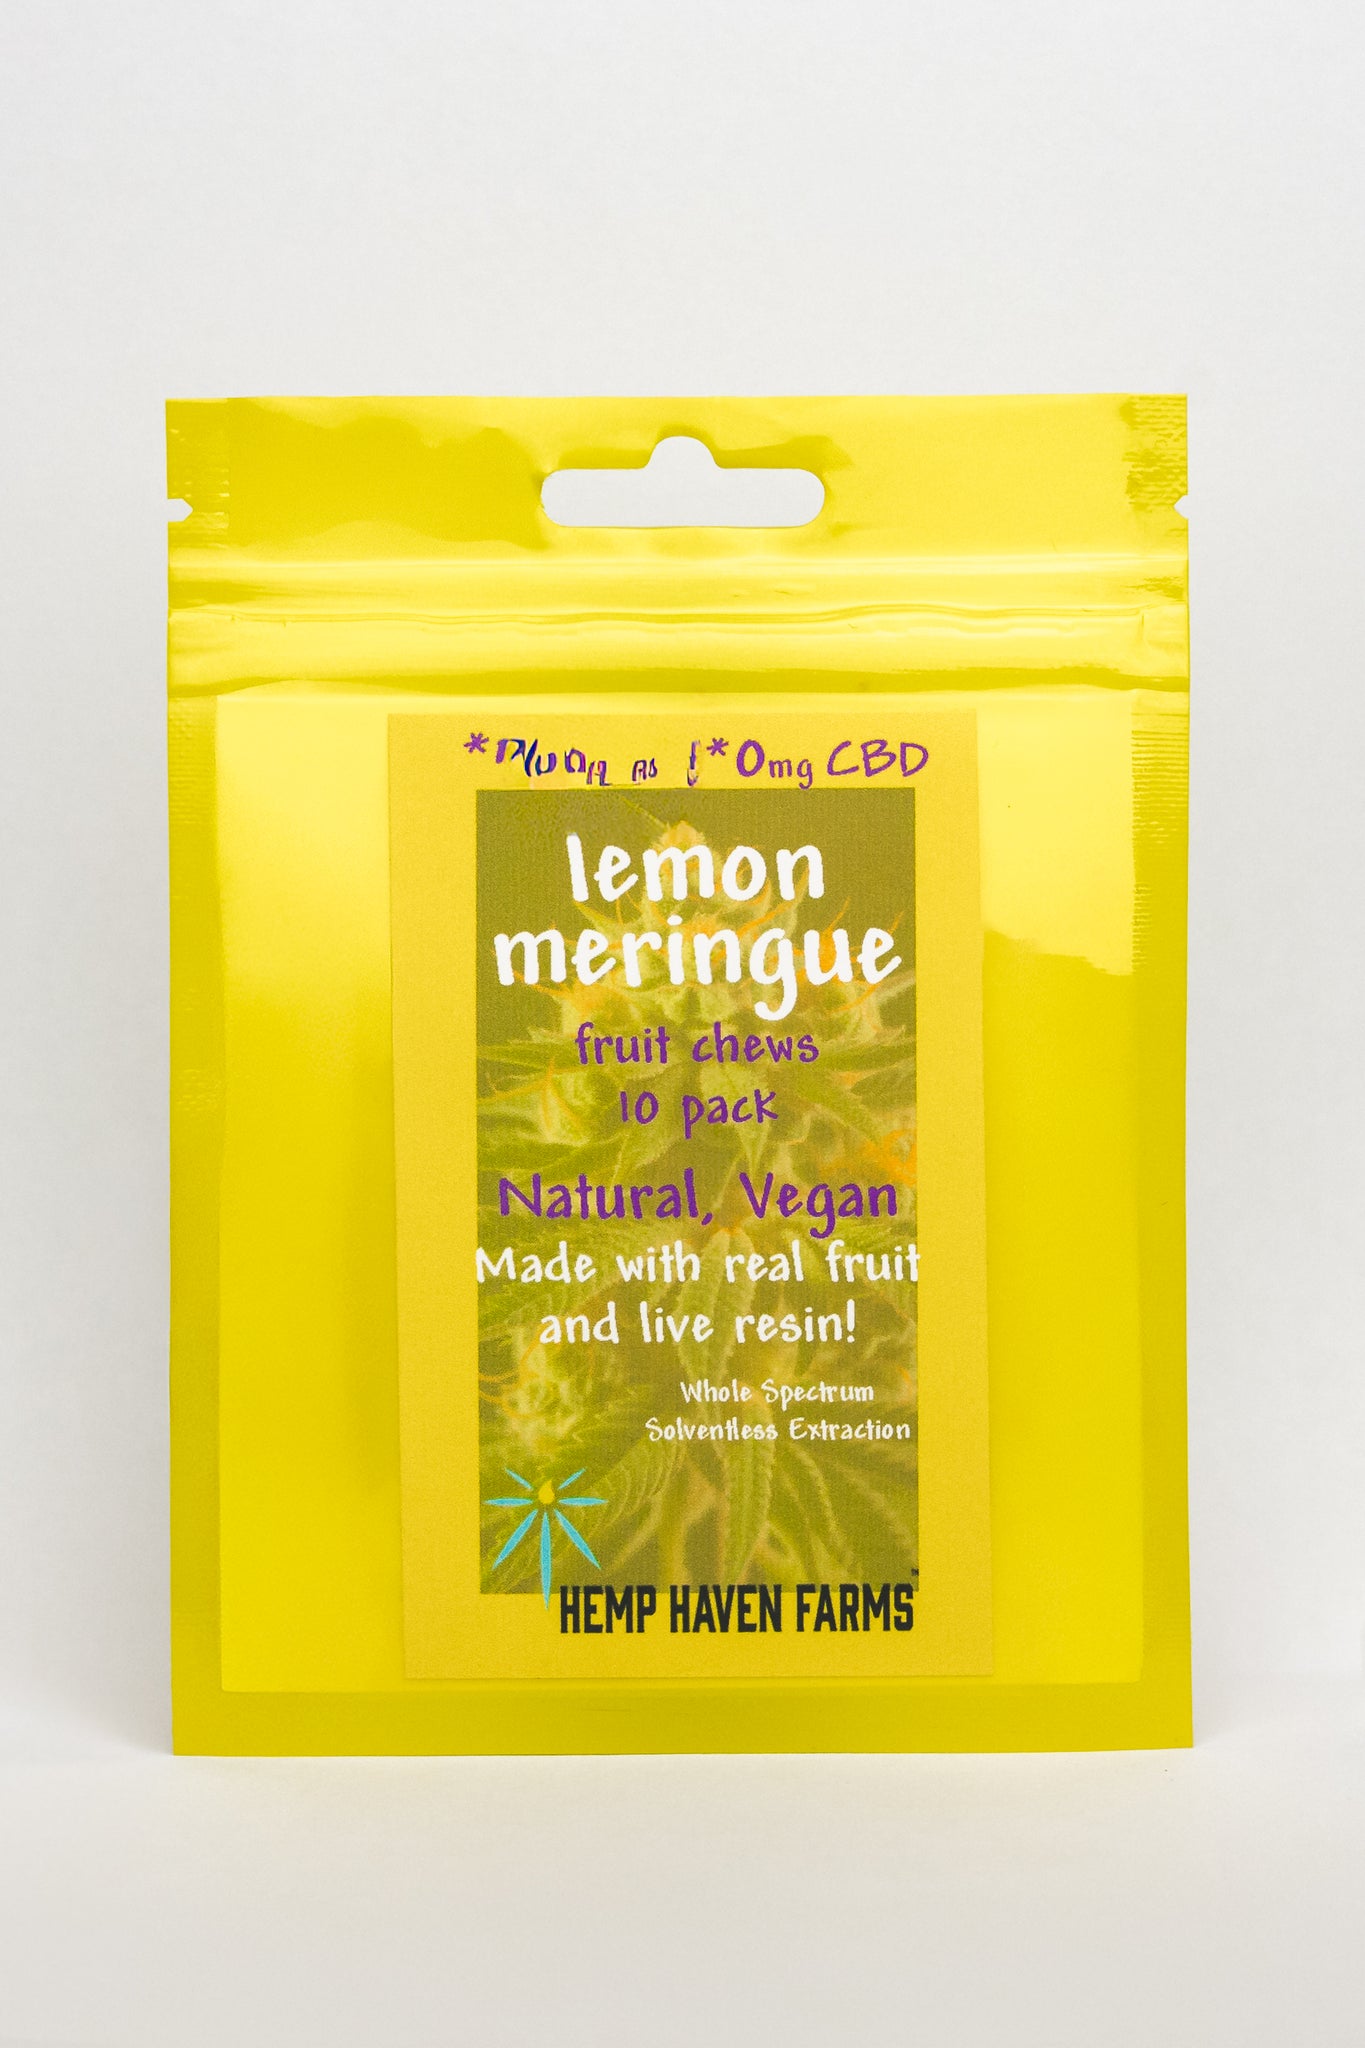 *0mg CBD
lemon
meringue
fruit chews
10 pack
Natural, Vegan
Made with real fruit
and live resin!
Whole Spectrum
Solventless Extraction
HEMP HAVEN FARMS™